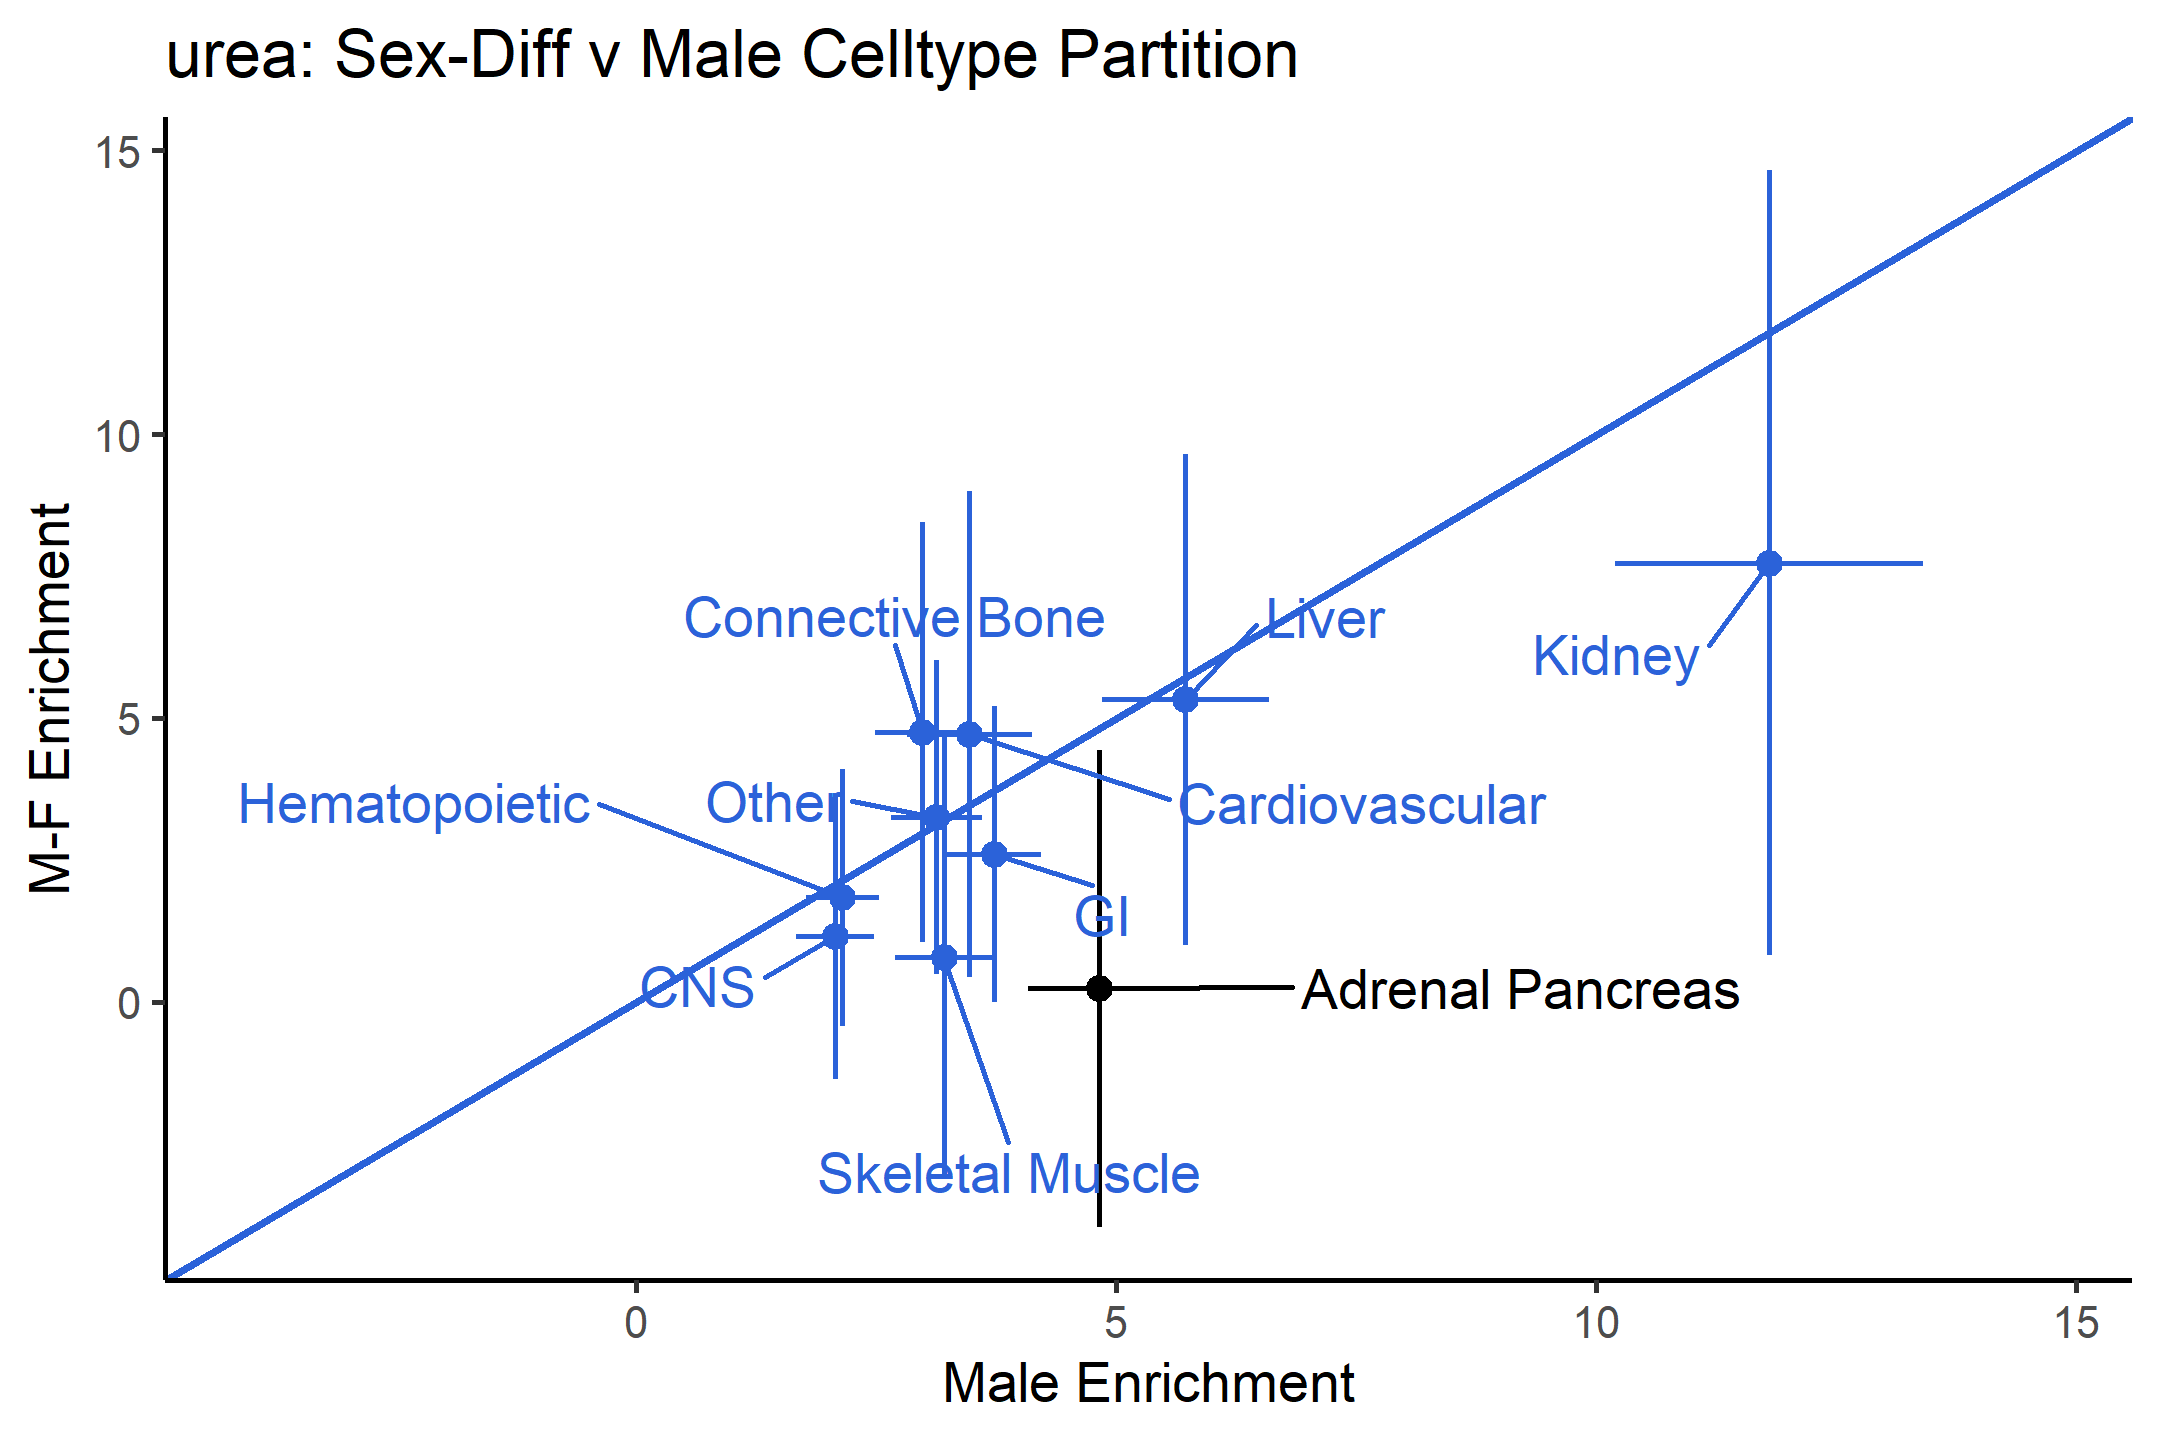 urea: Sex-Diff v Male Celltype Partition
15
10
5
0
M-F Enrichment
Connective Bone
Liver
Kidney
Hematopoietic
Other
Cardiovascular
GI
CNS
Adrenal Pancreas
Skeletal Muscle
0
5
10
15
Male Enrichment